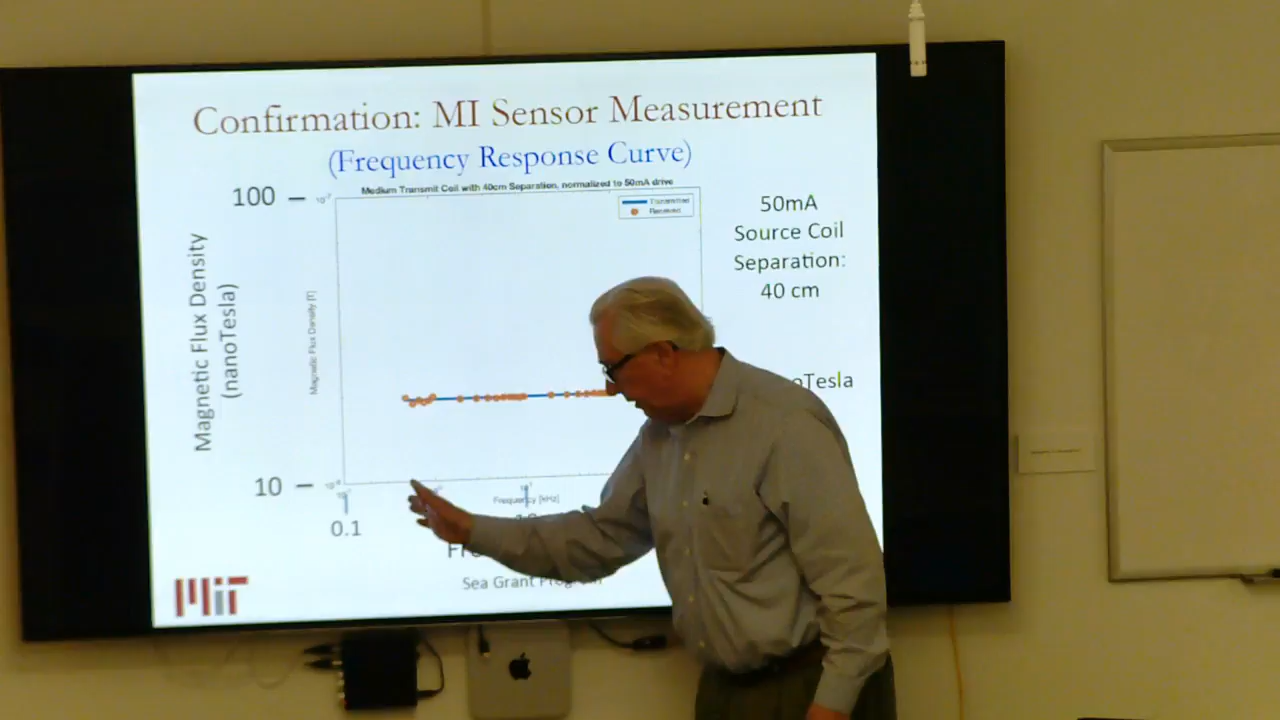 Confirmation: MI Sensor Measurement
(Frequency Response Curve)
Medium Transmit Coil with 40cm Separation, normalized to 50mA drive
100
Transmitted
Received
50mA
Source Coil
Separation:
40 cm
Magnetic Flux Density
(nanoTesla)
Magnetic Flux Density [T]
oTesla
10
Frequency [kHz]
0.1
Sea Grant Program
MIT